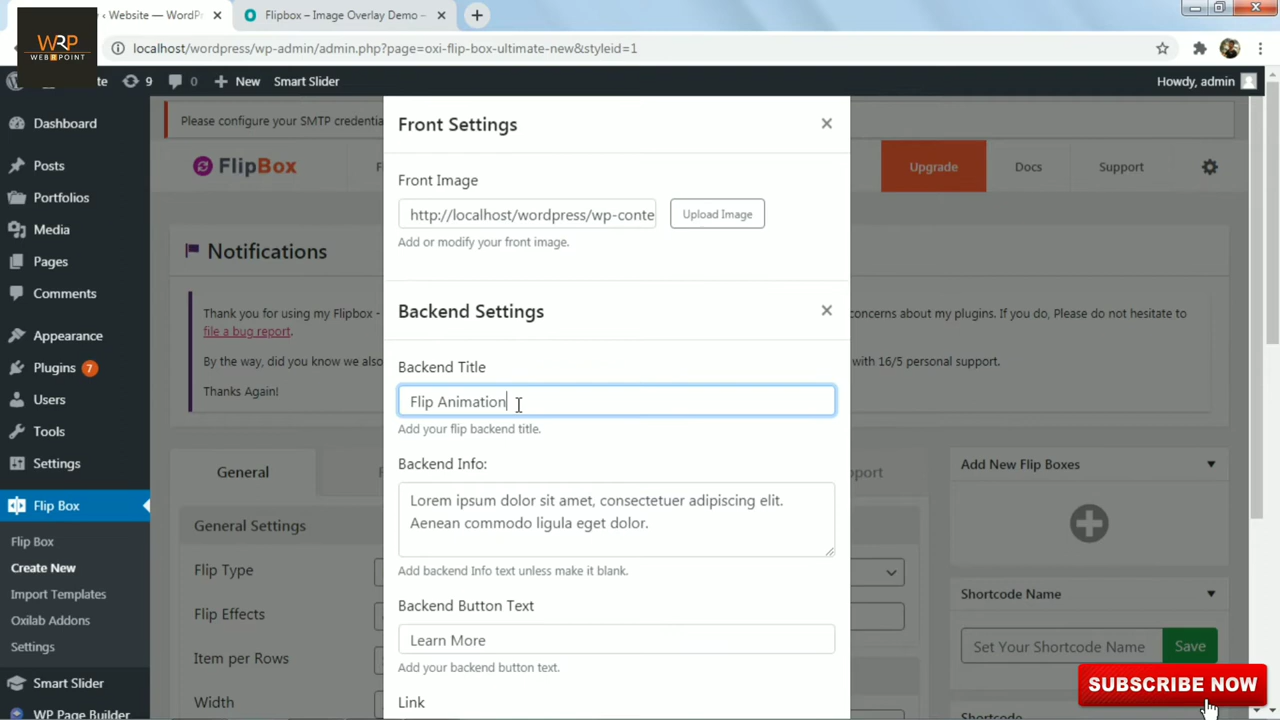 ‹ Website — WordPr
Flipbox – Image Overlay Demo –
WRP
WEB POINT
localhost/wordpress/wp-admin/admin.php?page=oxi-flip-box-ultimate-new&styleid=1
te
9
0
New
Smart Slider
Howdy, admin
Dashboard
Posts
Portfolios
Media
Pages
Comments
Appearance
Plugins 7
Users
Tools
Settings
Flip Box
Flip Box
Create New
Import Templates
Oxilab Addons
Settings
Smart Slider
WP Page Builder
Please configure your SMTP credentia
FlipBox
F
Upgrade
Docs
Support
Notifications
Thank you for using my Flipbox -
concerns about my plugins. If you do, Please do not hesitate to
file a bug report.
By the way, did you know we also
with 16/5 personal support.
Thanks Again!
General
pport
General Settings
Flip Type
Flip Effects
Item per Rows
Width
Front Settings
×
Front Image
http://localhost/wordpress/wp-conte
Upload Image
Add or modify your front image.
Backend Settings
×
Backend Title
Flip Animation
Add your flip backend title.
Backend Info:
Lorem ipsum dolor sit amet, consectetuer adipiscing elit.
Aenean commodo ligula eget dolor.
Add backend Info text unless make it blank.
Backend Button Text
Learn More
Add your backend button text.
Link
Add New Flip Boxes
Shortcode Name
Set Your Shortcode Name
Save
Shortcode
SUBSCRIBE NOW